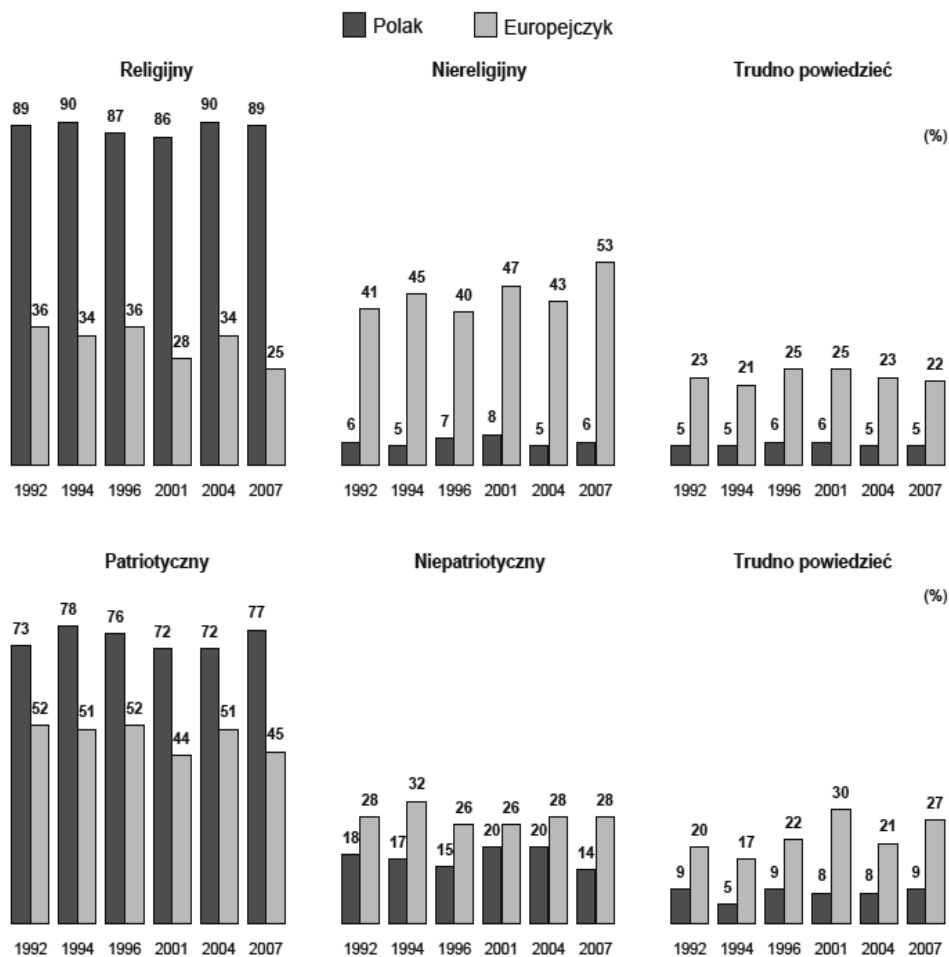 Polak Europejczyk
Religijny Niereligijny Trudno powiedzieć
(%)
89 90 87 86 90 89
36 34 36 28 34 25
41 45 40 47 43 53
6 5 7 8 5 6
23 21 25 25 23 22
5 5 6 6 5 5
1992 1994 1996 2001 2004 2007 1992 1994 1996 2001 2004 2007 1992 1994 1996 2001 2004 2007
Patriotyczny Niepatriotyczny Trudno powiedzieć
(%)
73 78 76 72 72 77
52 51 52 44 51 45
28 32 26 26 28 28
18 17 15 20 20 14
20 17 22 30 21 27
9 5 9 8 8 9
1992 1994 1996 2001 2004 2007 1992 1994 1996 2001 2004 2007 1992 1994 1996 2001 2004 2007